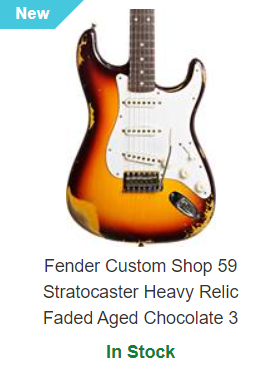 New
Fender Custom Shop 59
Stratocaster Heavy Relic
Faded Aged Chocolate 3
In Stock